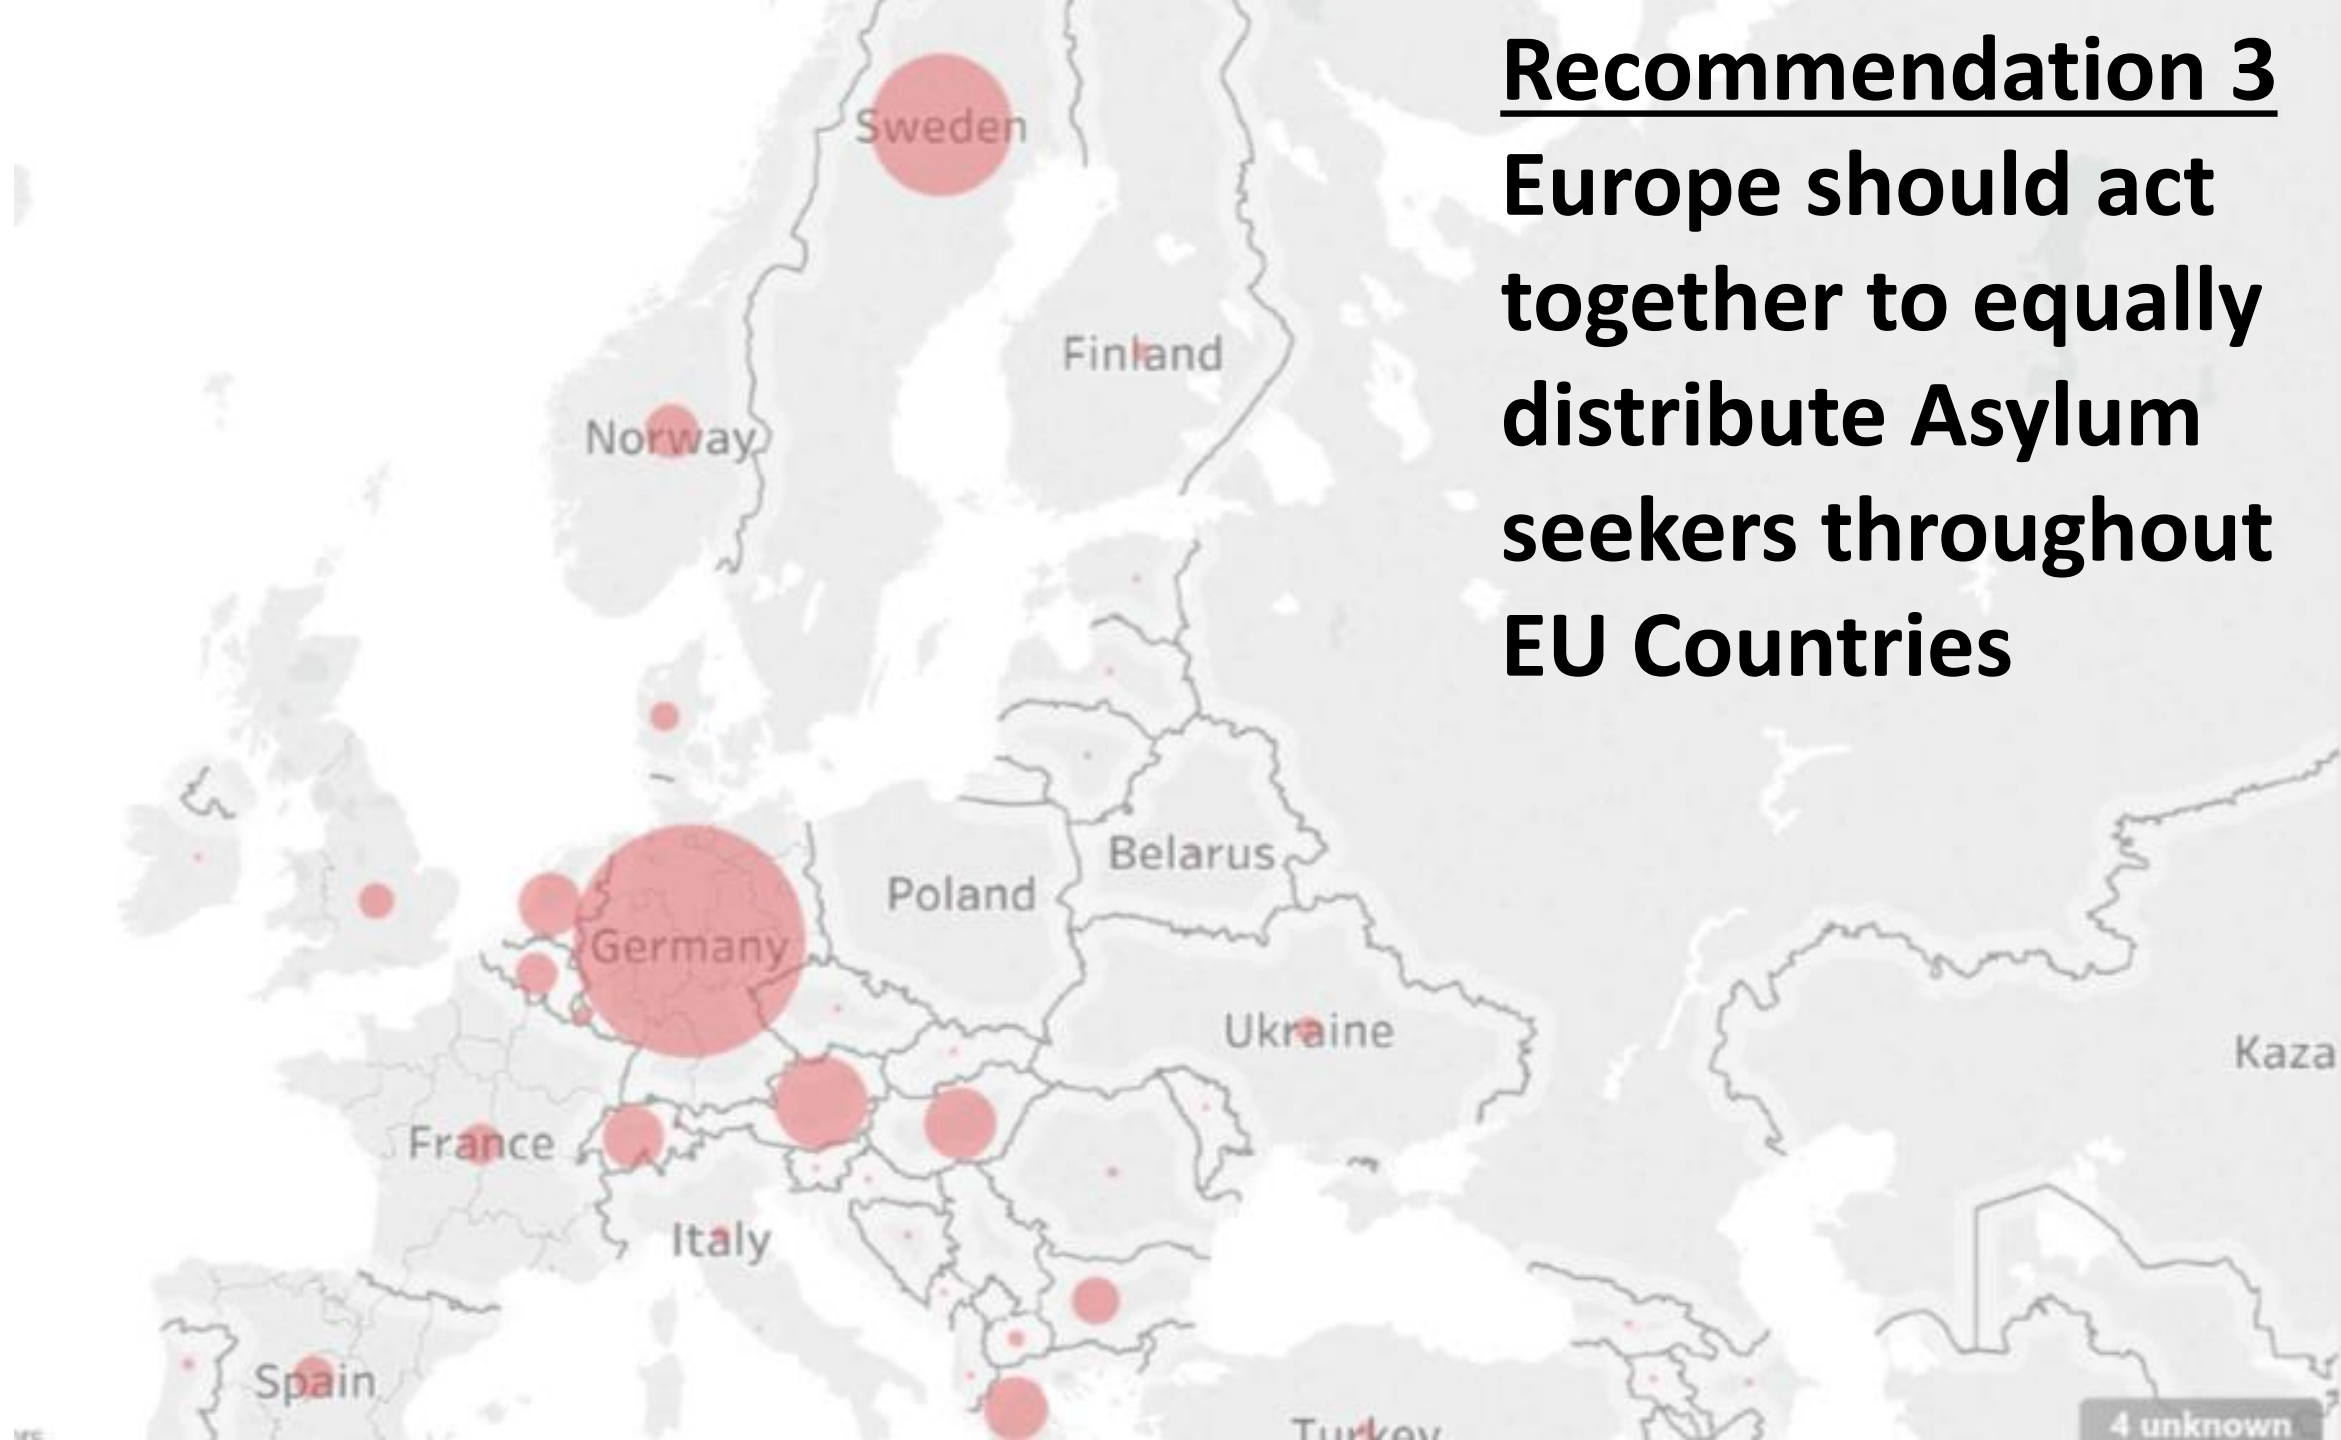 Recommendation 3
Europe should act
together to equally
distribute Asylum
seekers throughout
EU Countries
Sweden
Finland
Norway
Belarus
Poland
Germany
Ukraine
Kaza
France
Italy
Spain
Turkey
4 unknown